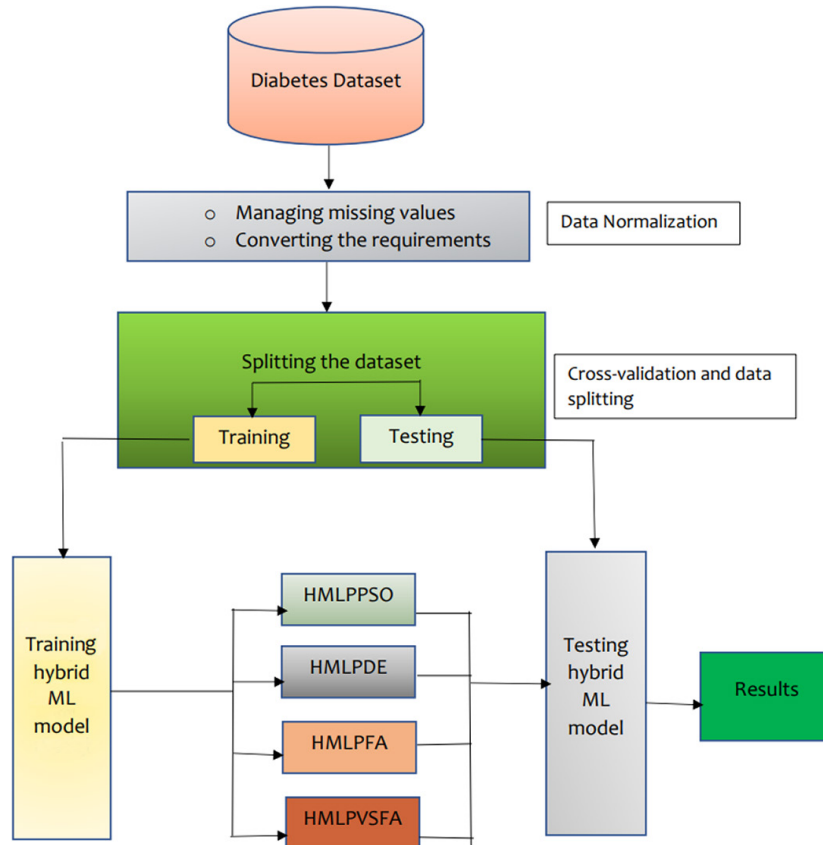 Diabetes Dataset
o Managing missing values
o Converting the requirements
Data Normalization
Splitting the dataset
Cross-validation and data
splitting
Training
Testing
Training
hybrid
ML
model
HMLPPSO
HMLPDE
HMLPFA
HMLPVSFA
Testing
hybrid
ML
model
Results